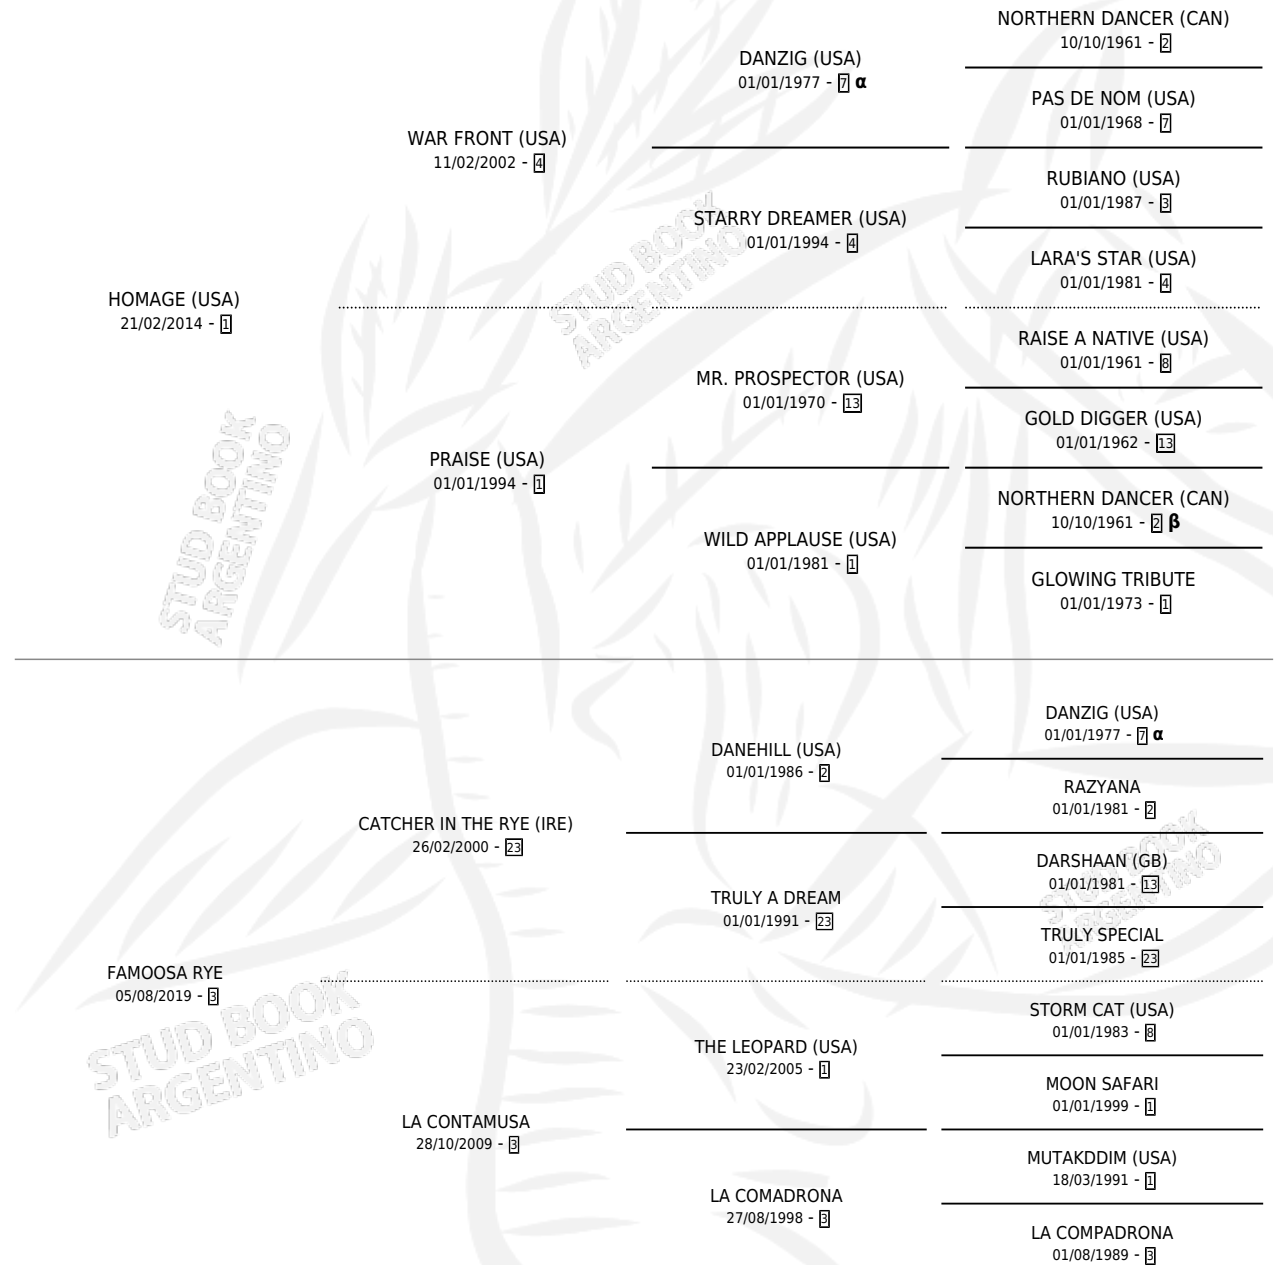 NORTHERN DANCER (CAN)
10/10/1961 - 2
DANZIG (USA)
01/01/1977 - 7 α
PAS DE NOM (USA)
01/01/1968 - 7
WAR FRONT (USA)
11/02/2002 - 4
RUBIANO (USA)
01/01/1987 - 3
STARRY DREAMER (USA)
01/01/1994 - 4
LARA'S STAR (USA)
01/01/1981 - 4
HOMAGE (USA)
21/02/2014 - 1
RAISE A NATIVE (USA)
01/01/1961 - 8
MR. PROSPECTOR (USA)
01/01/1970 - 13
GOLD DIGGER (USA)
01/01/1962 - 13
PRAISE (USA)
01/01/1994 - 1
NORTHERN DANCER (CAN)
10/10/1961 - 2 β
WILD APPLAUSE (USA)
01/01/1981 - 1
GLOWING TRIBUTE
01/01/1973 - 1
DANZIG (USA)
01/01/1977 - 7 α
DANEHILL (USA)
01/01/1986 - 2
RAZYANA
01/01/1981 - 2
CATCHER IN THE RYE (IRE)
26/02/2000 - 23
DARSHAAN (GB)
01/01/1981 - 13
TRULY A DREAM
01/01/1991 - 23
TRULY SPECIAL
01/01/1985 - 23
FAMOOSA RYE
05/08/2019 - 3
STORM CAT (USA)
01/01/1983 - 8
THE LEOPARD (USA)
23/02/2005 - 1
MOON SAFARI
01/01/1999 - 1
LA CONTAMUSA
28/10/2009 - 3
MUTAKDDIM (USA)
18/03/1991 - 1
LA COMADRONA
27/08/1998 - 3
LA COMPADRONA
01/08/1989 - 3
STUD BOOK
ARGENTINO
STUD BOOK
ARGENTINO
STUD BOOK
ARGENTINO
STUD BOOK
ARGENTINO